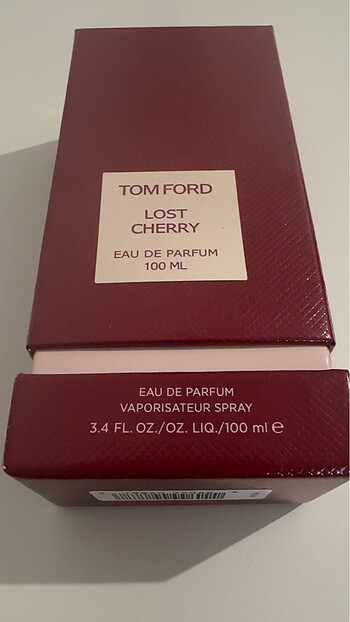 TOM FORD
LOST
CHERRY
EAU DE PARFUM
100 ML
EAU DE PARFUM
VAPORISATEUR SPRAY
3.4 FL. OZ./OZ. LIQ./100 ml ℮